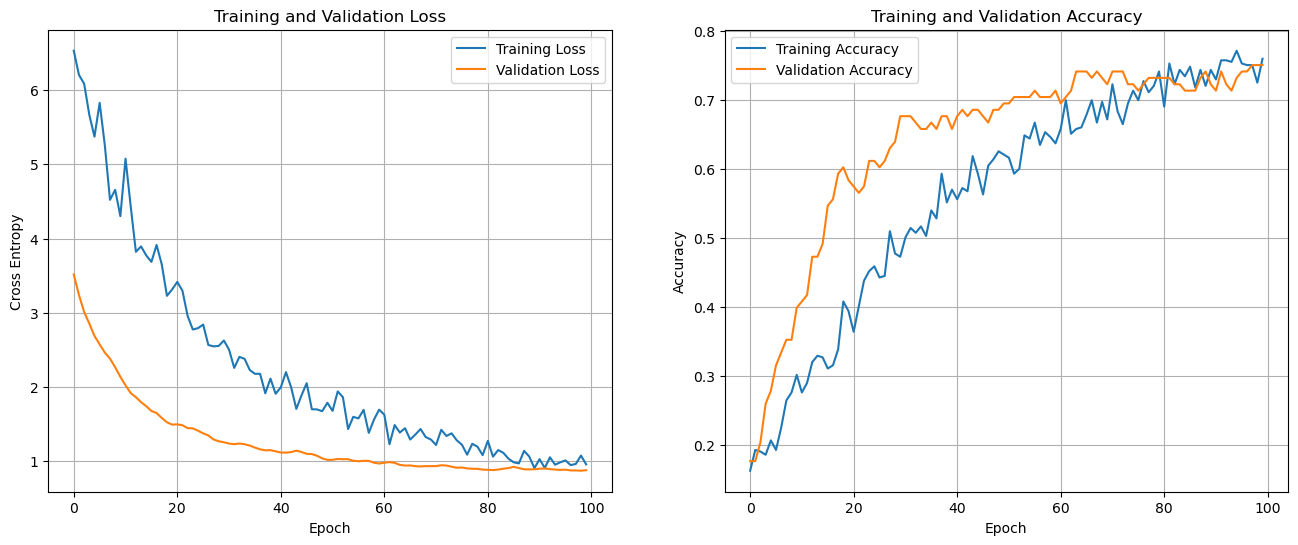 Training and Validation Loss
Training Loss
Validation Loss
Cross Entropy
6
5
4
3
2
1
0
20
40
60
80
100
Epoch
Training and Validation Accuracy
Training Accuracy
Validation Accuracy
Accuracy
0.8
0.7
0.6
0.5
0.4
0.3
0.2
0
20
40
60
80
100
Epoch